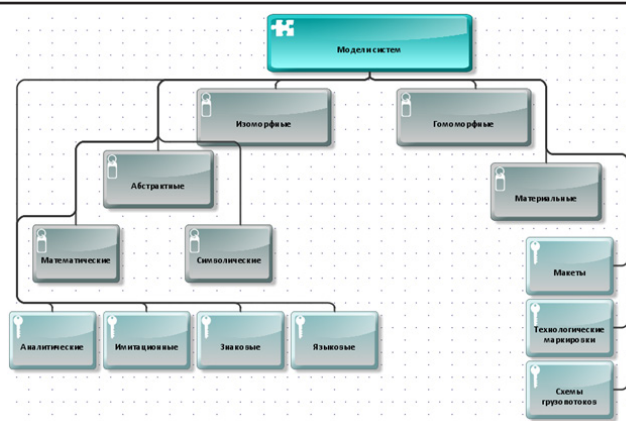 Модели систем
Изоморфные
Гомоморфные
Абстрактные
Материальные
Математические
Символические
Макеты
Технологические
маркировки
Аналитические
Имитационные
Знаковые
Языковые
Схемы
грузопотоков